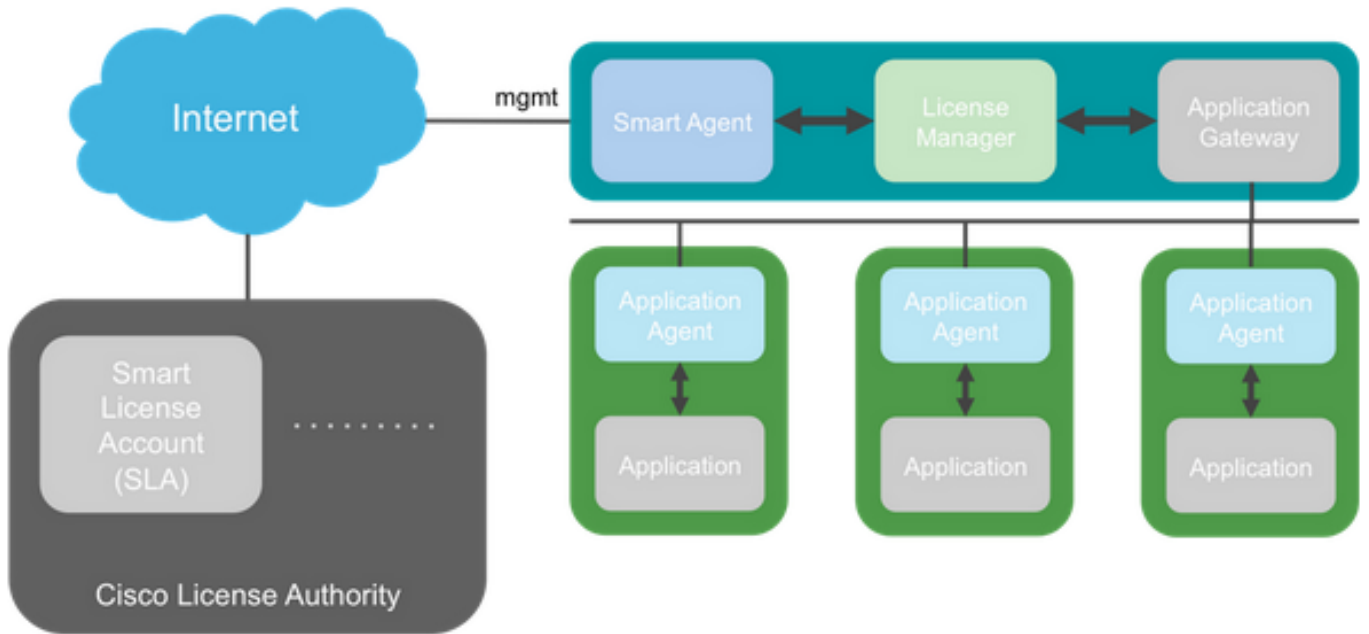 Internet
mgmt
Smart Agent
License
Manager
Application
Gateway
Application
Agent
Application
Application
Agent
Application
Application
Agent
Application
Smart
License
Account
(SLA)
.........
Cisco License Authority